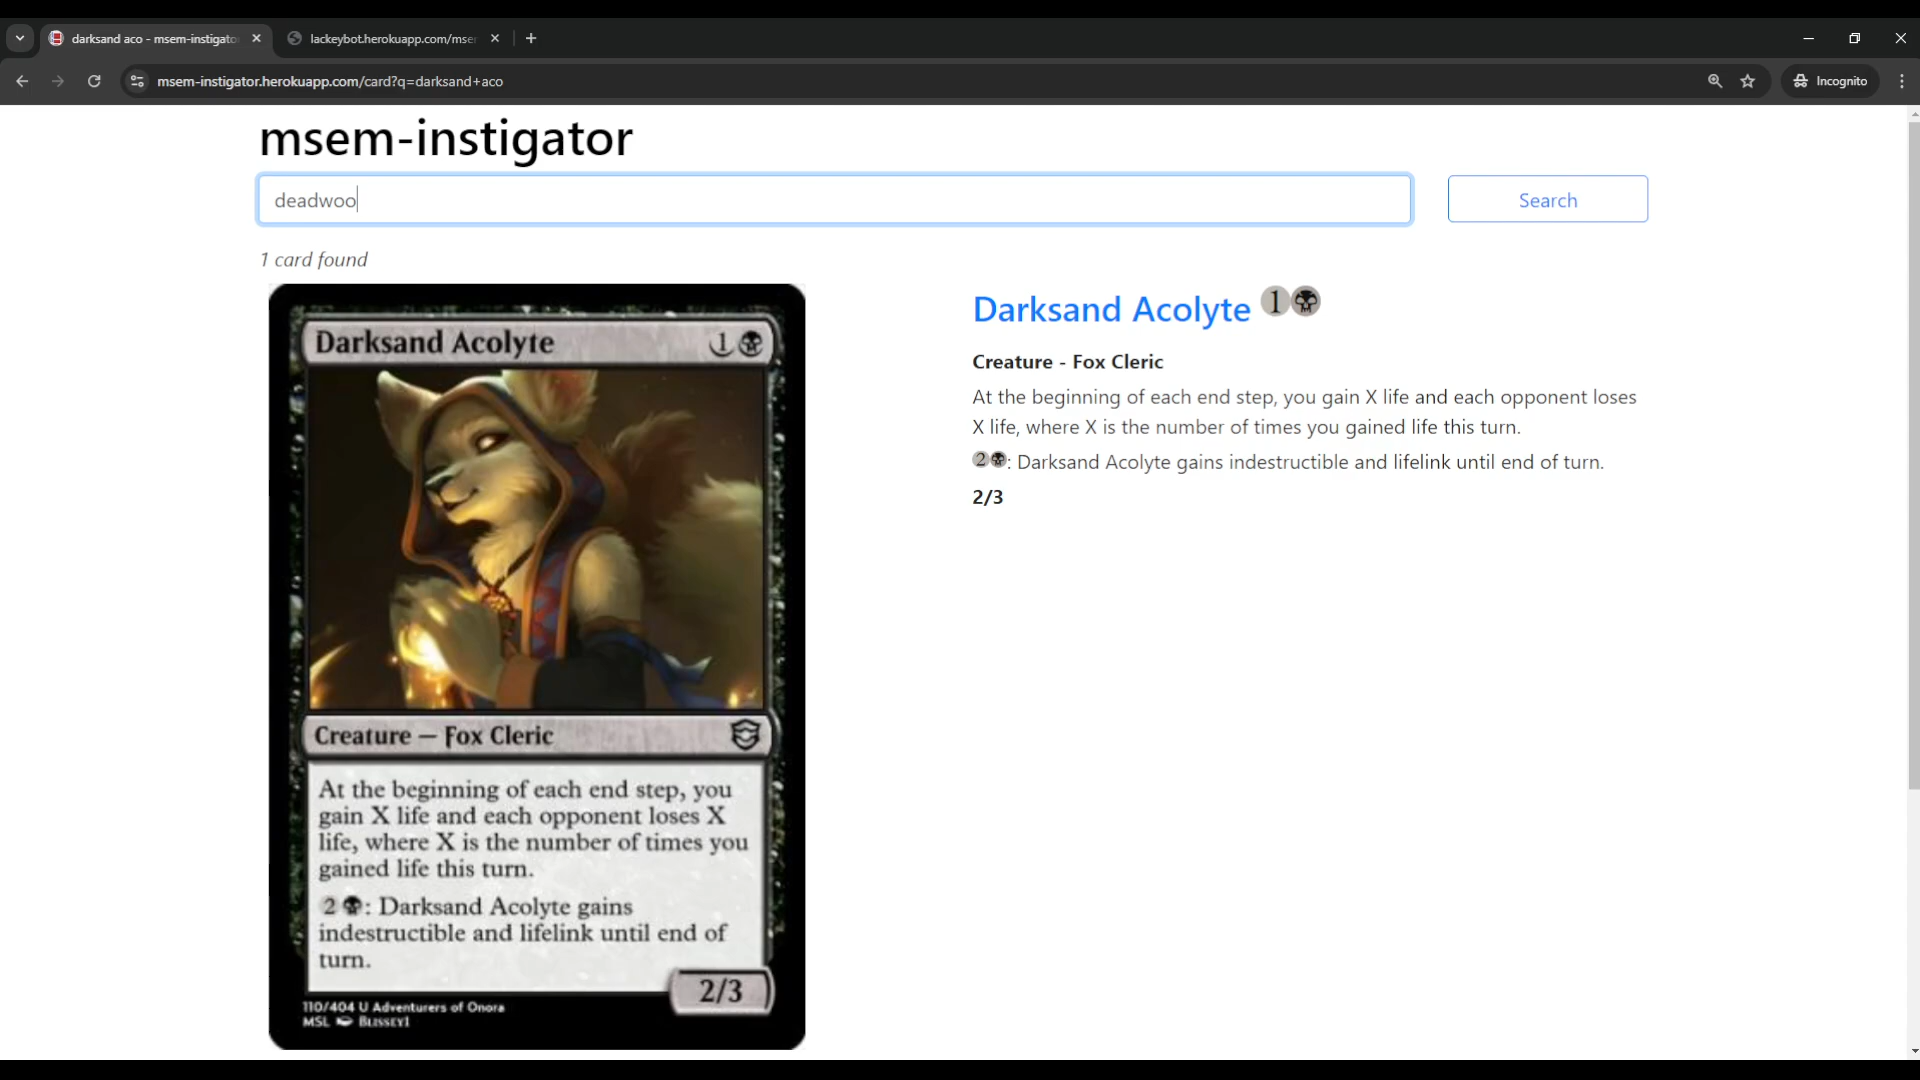 darksand aco - msem-instigato
lackeybot.herokuapp.com/mse
msem-instigator.herokuapp.com/card?q=darksand+aco
Incognito
msem-instigator
deadwoo
Search
1 card found
Darksand Acolyte 1
Creature — Fox Cleric
At the beginning of each end step, you
gain X life and each opponent loses X
life, where X is the number of times you
gained life this turn.
2: Darksand Acolyte gains
indestructible and lifelink until end of
turn.
2/3
110/404 U Adventurers of Onora
MSL BLISSEY1
Darksand Acolyte 1
Creature - Fox Cleric
At the beginning of each end step, you gain X life and each opponent loses
X life, where X is the number of times you gained life this turn.
2: Darksand Acolyte gains indestructible and lifelink until end of turn.
2/3